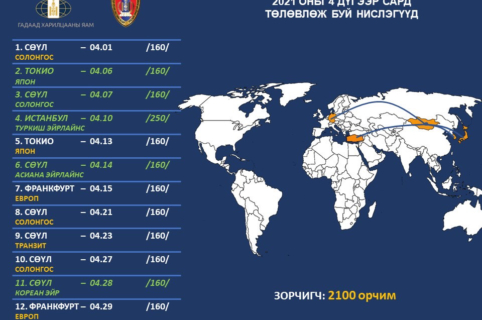 ГАДААД ХАРИЛЦААНЫ ЯАМ
2021 ОНЫ 4 ДҮГЭЭР САРД
ТӨЛӨВЛӨЖ БУЙ НИСЛЭГҮҮД
1. СӨҮЛ – 04.01 /160/
СОЛОНГОС
2. ТОКИО – 04.06 /160/
ЯПОН
3. СӨҮЛ – 04.07 /160/
СОЛОНГОС
4. ИСТАНБУЛ – 04.10 /250/
ТУРКИШ ЭЙРЛАЙНС
5. ТОКИО – 04.13 /160/
ЯПОН
6. СӨҮЛ – 04.14 /160/
АСИАНА ЭЙРЛАЙНС
7. ФРАНКФУРТ – 04.15 /160/
ЕВРОП
8. СӨҮЛ – 04.21 /160/
СОЛОНГОС
9. СӨҮЛ – 04.23 /160/
ТРАНЗИТ
10. СӨҮЛ – 04.27 /160/
СОЛОНГОС
11. СӨҮЛ – 04.28 /160/
КОРЕАН ЭЙР
12. ФРАНКФУРТ – 04.29 /160/
ЕВРОП
ЗОРЧИГЧ: 2100 орчим